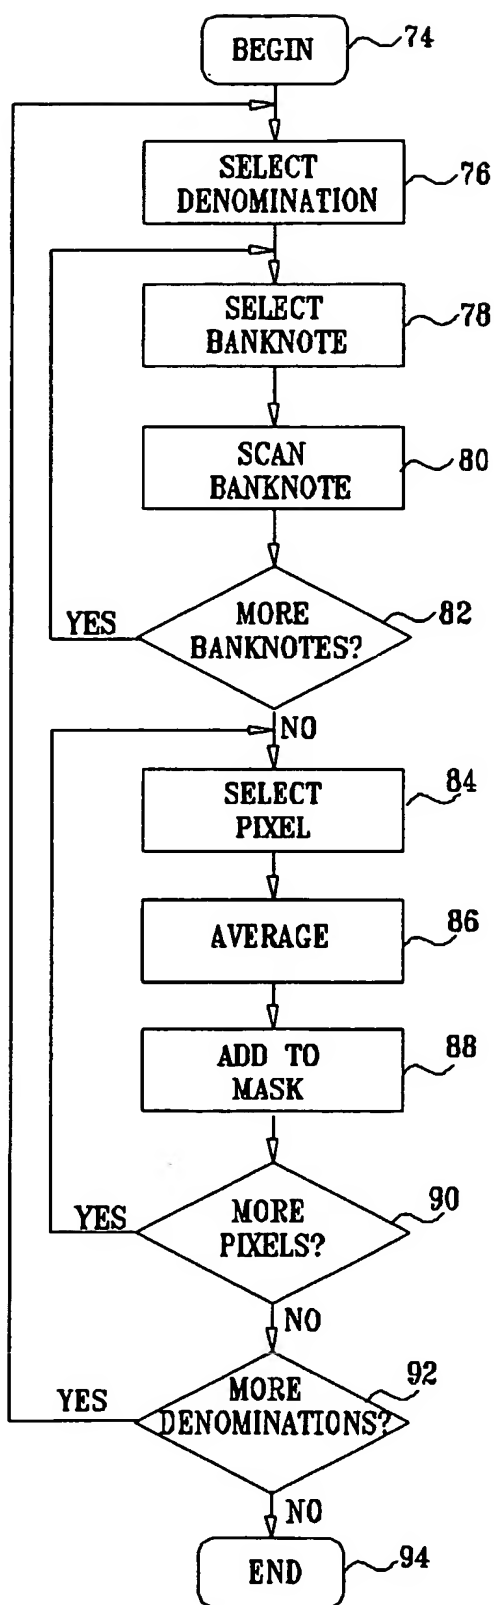 BEGIN
74
SELECT
DENOMINATION
76
SELECT
BANKNOTE
78
SCAN
BANKNOTE
80
MORE
BANKNOTES?
82
YES
NO
SELECT
PIXEL
84
AVERAGE
86
ADD TO
MASK
88
MORE
PIXELS?
90
YES
NO
MORE
DENOMINATIONS?
92
YES
NO
END
94